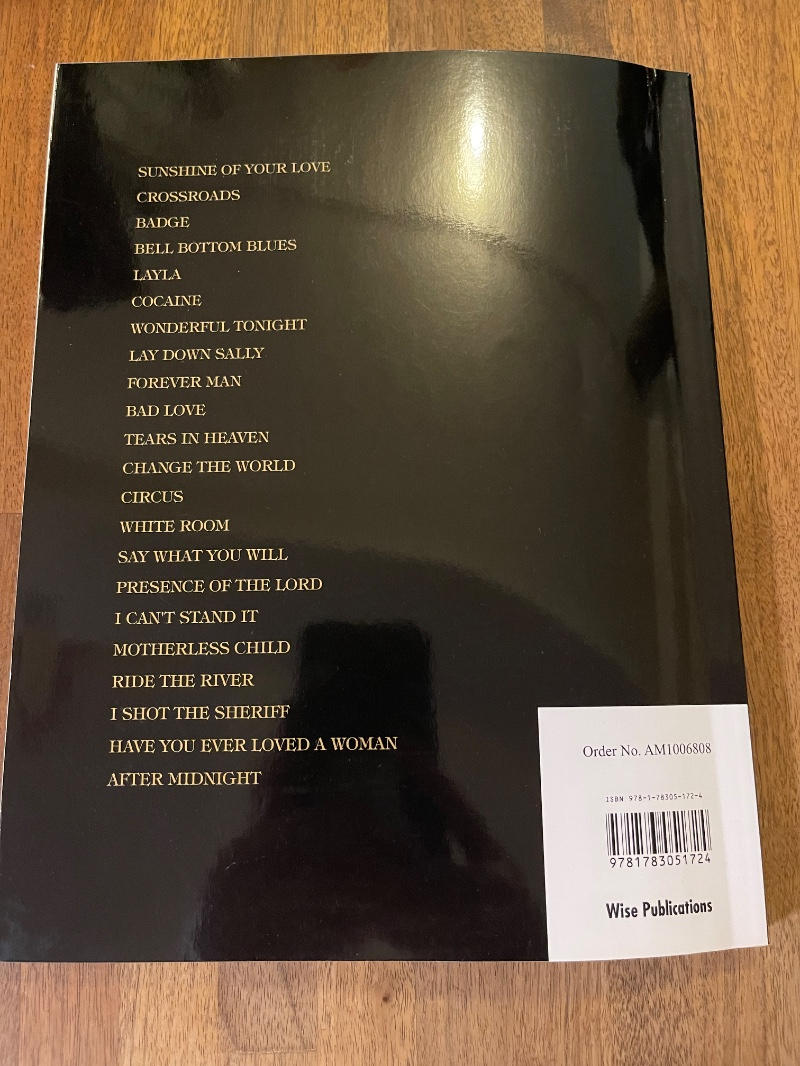 SUNSHINE OF YOUR LOVE
CROSSROADS
BADGE
BELL BOTTOM BLUES
LAYLA
COCAINE
WONDERFUL TONIGHT
LAY DOWN SALLY
FOREVER MAN
BAD LOVE
TEARS IN HEAVEN
CHANGE THE WORLD
CIRCUS
WHITE ROOM
SAY WHAT YOU WILL
PRESENCE OF THE LORD
I CAN'T STAND IT
MOTHERLESS CHILD
RIDE THE RIVER
I SHOT THE SHERIFF
HAVE YOU EVER LOVED A WOMAN
AFTER MIDNIGHT
Order No. AM1006808
ISBN 978-1-78305-172-4
9781783051724
Wise Publications